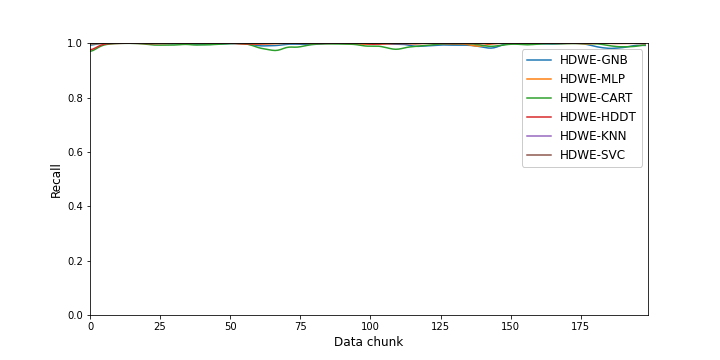 1.0
0.8
0.6
0.4
0.2
0.0
Recall
0 25 50 75 100 125 150 175
Data chunk
HDWE-GNB
HDWE-MLP
HDWE-CART
HDWE-HDDT
HDWE-KNN
HDWE-SVC